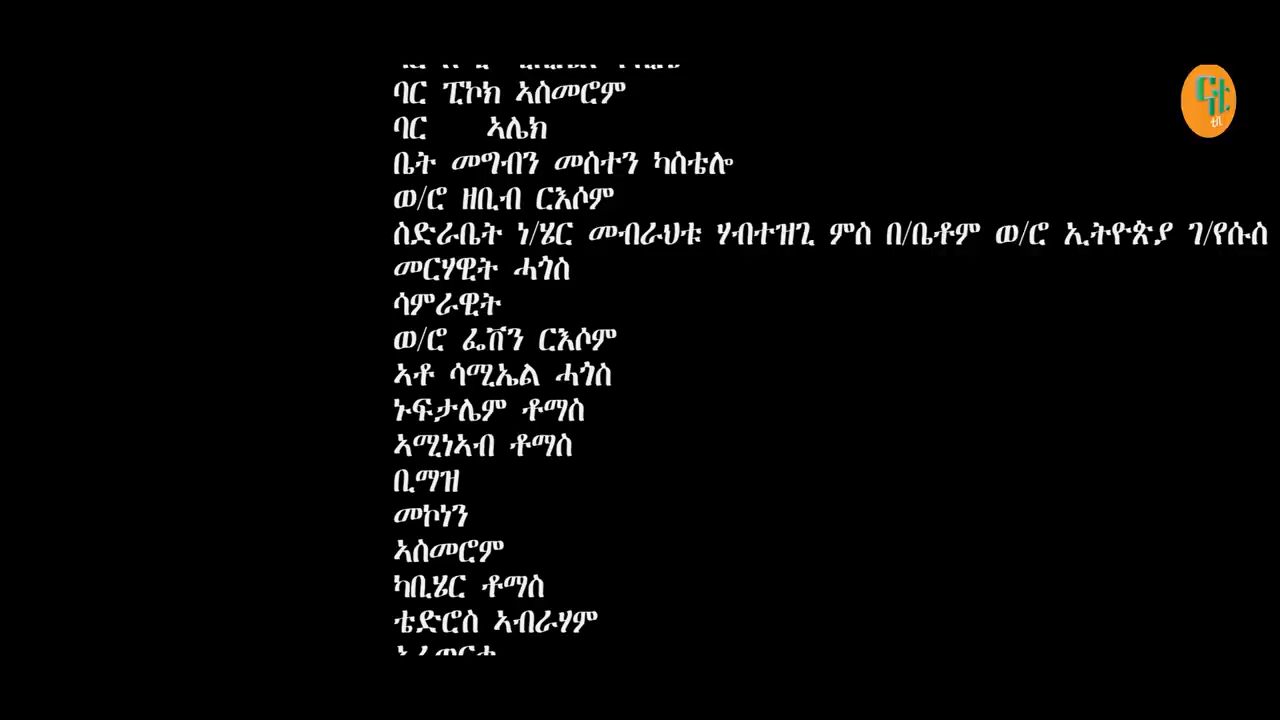 ባር ፒኮክ ኣስመሮም
ባር ኣሌክ
ቤት መግብን መስተን ካስቴሎ
ወ/ሮ ዘቢብ ርእሶም
ስድራቤት ነ/ሄር መብራህቱ ሃብተዝጊ ምስ በ/ቤቶም ወ/ሮ ኢትዮጵያ ገ/የሱስ
መርሃዊት ሓጎስ
ሳምራዊት
ወ/ሮ ፌቨን ርእሶም
ኣቶ ሳሚኤል ሓጎስ
ኑፍታሌም ቶማስ
ኣሚነኣብ ቶማስ
ቢማዝ
መኮነን
ኣስመሮም
ካቢሄር ቶማስ
ቴድሮስ ኣብራሃም